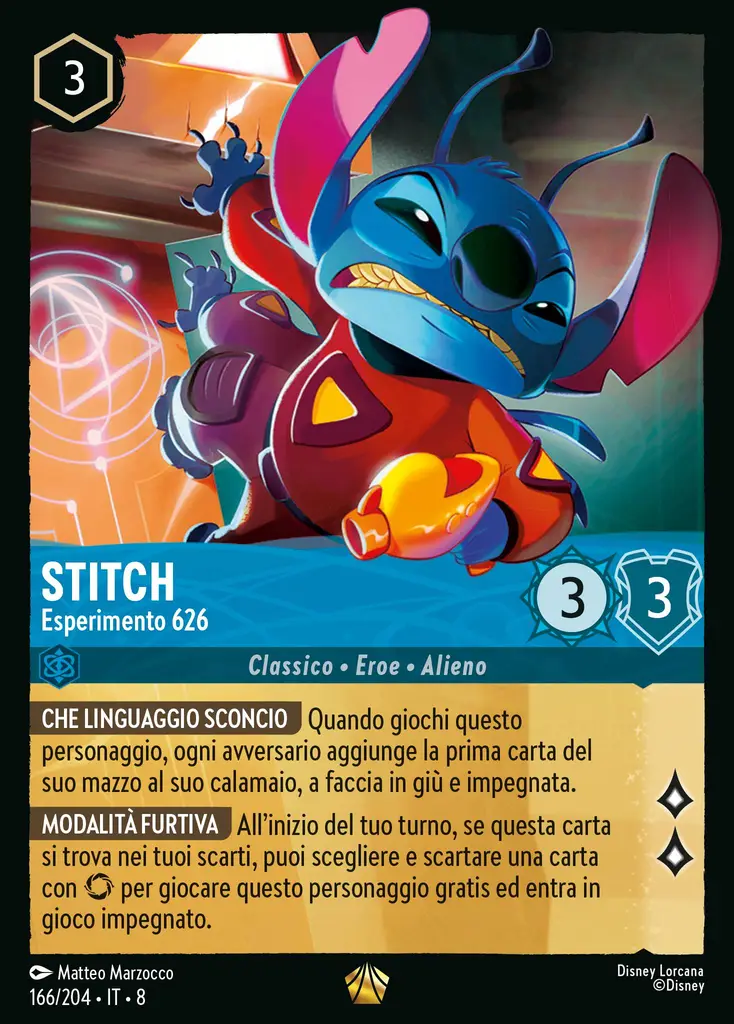 3
STITCH
Esperimento 626
3
3
Classico • Eroe • Alieno
CHE LINGUAGGIO SCONCIO Quando giochi questo
personaggio, ogni avversario aggiunge la prima carta del
suo mazzo al suo calamaio, a faccia in giù e impegnata.
MODALITÀ FURTIVA All'inizio del tuo turno, se questa carta
si trova nei tuoi scarti, puoi scegliere e scartare una carta
con per giocare questo personaggio gratis ed entra in
gioco impegnato.
Matteo Marzocco
166/204 • IT • 8
Disney Lorcana
©Disney